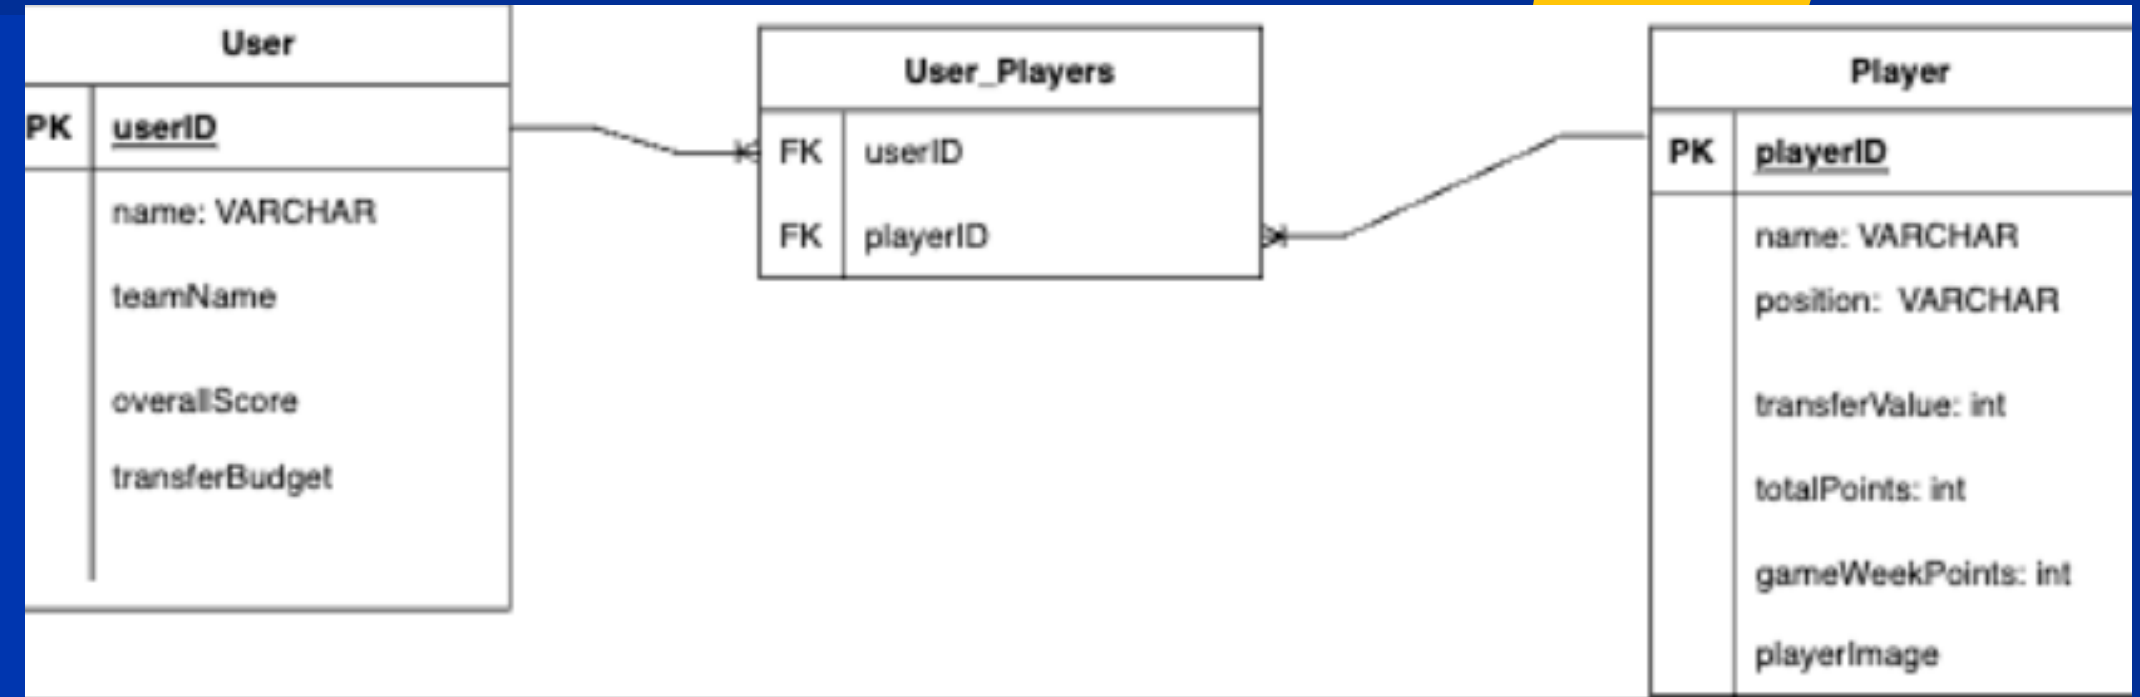 User
PK userID
name: VARCHAR
teamName
overallScore
transferBudget
User_Players
FK userID
FK playerID
Player
PK playerID
name: VARCHAR
position: VARCHAR
transferValue: int
totalPoints: int
gameWeekPoints: int
playerImage